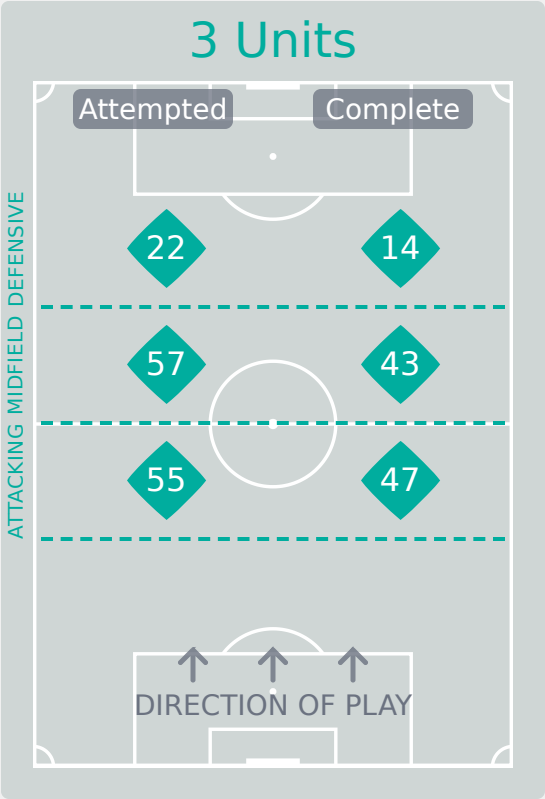 3 Units
Attempted Complete
ATTACKING MIDFIELD DEFENSIVE
22 14
57 43
55 47
DIRECTION OF PLAY